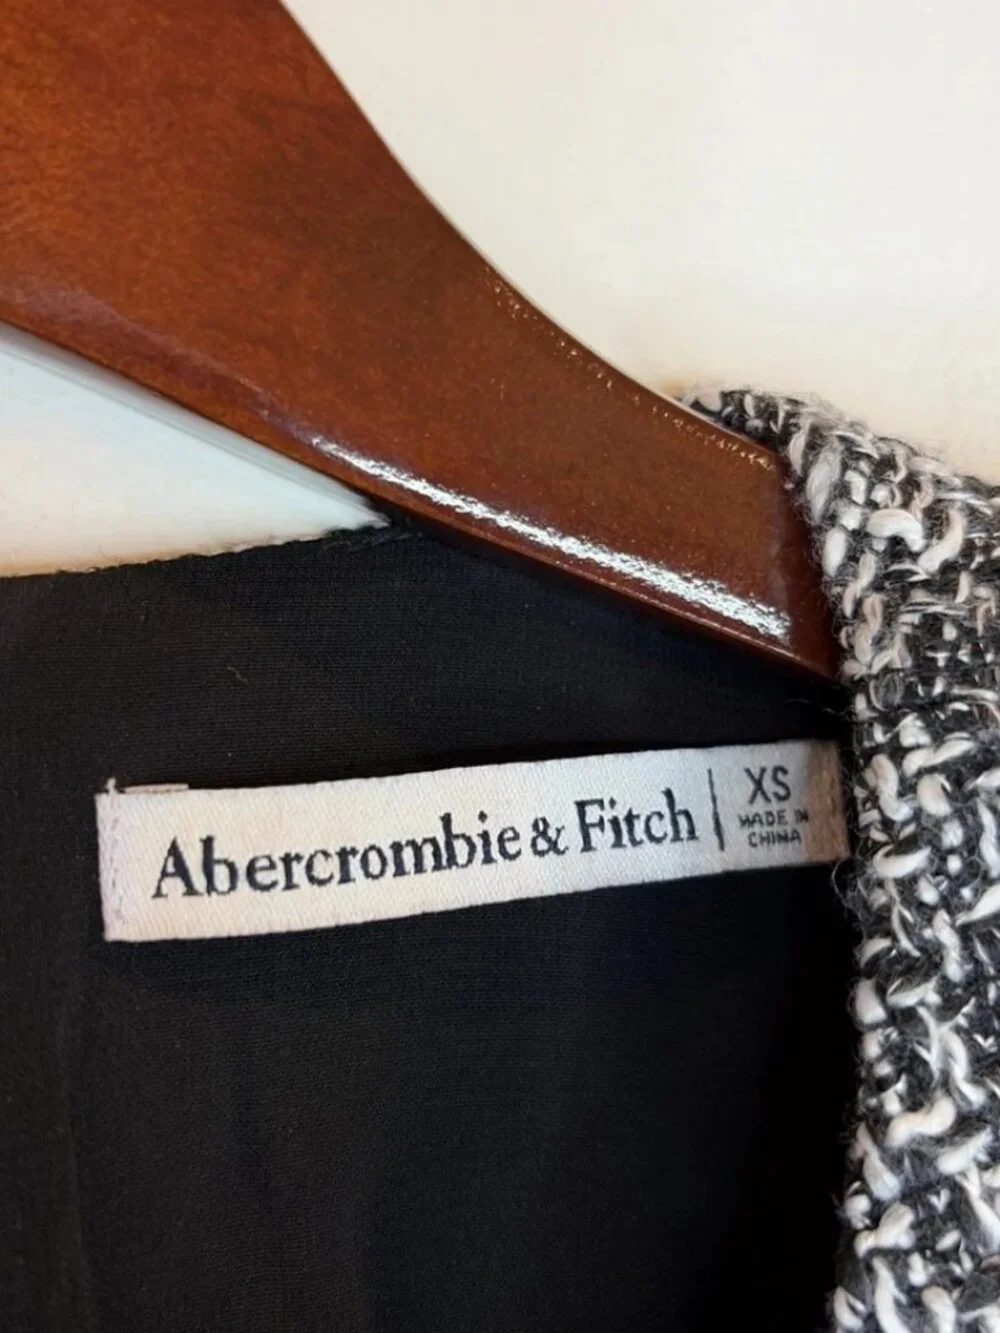 Abercrombie & Fitch | XS
MADE IN
CHINA